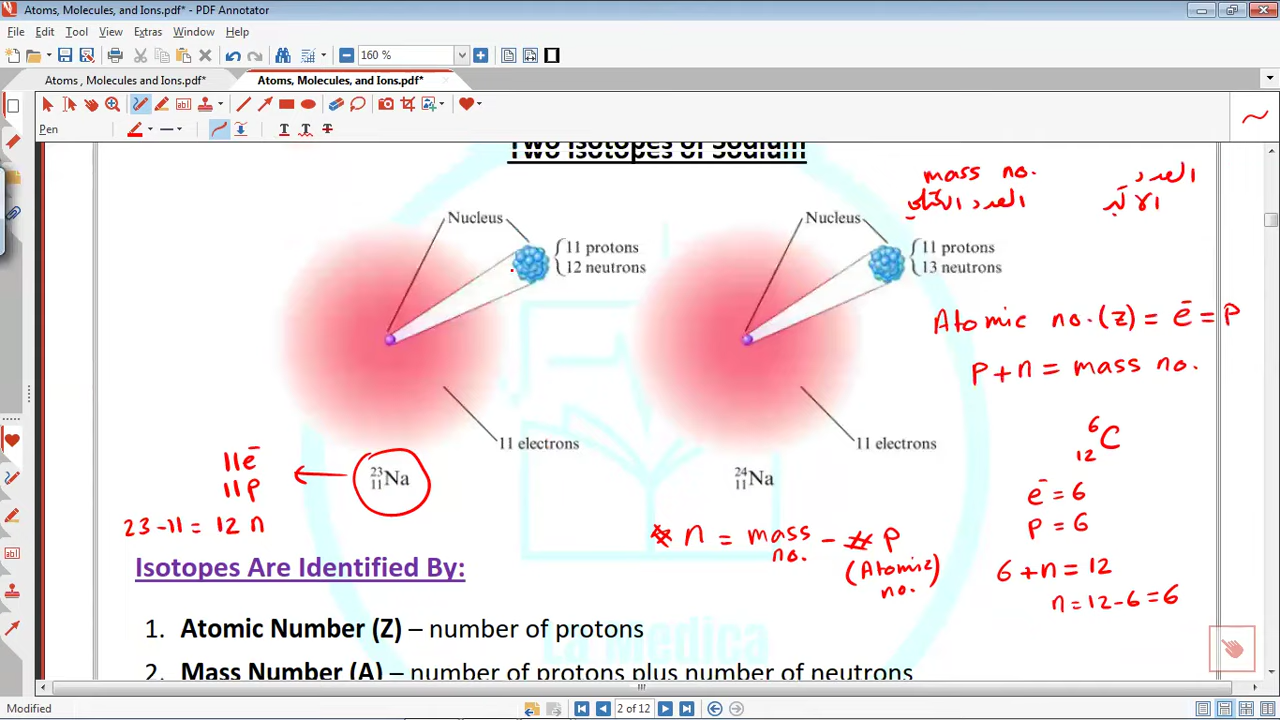 Atoms, Molecules, and Ions.pdf* - PDF Annotator
File Edit Tool View Extras Window Help
160 %
Atoms , Molecules and Ions.pdf* Atoms, Molecules, and Ions.pdf*
Pen
Two Isotopes of Sodium
mass no. العدد
العدد الكتلي الاكبر
Nucleus
11 protons
12 neutrons
11 electrons
23 11 Na
Nucleus
11 protons
13 neutrons
11 electrons
24 11 Na
Atomic no.(Z) = e⁻ = P
P + n = mass no.
6 12 C
e⁻ = 6
P = 6
6 + n = 12
n = 12 - 6 = 6
11e⁻
11P
23 - 11 = 12 n
# n = mass no. - # P
(Atomic no.)
Isotopes Are Identified By:
1. Atomic Number (Z) – number of protons
2. Mass Number (A) – number of protons plus number of neutrons
La Medica
Modified 2 of 12